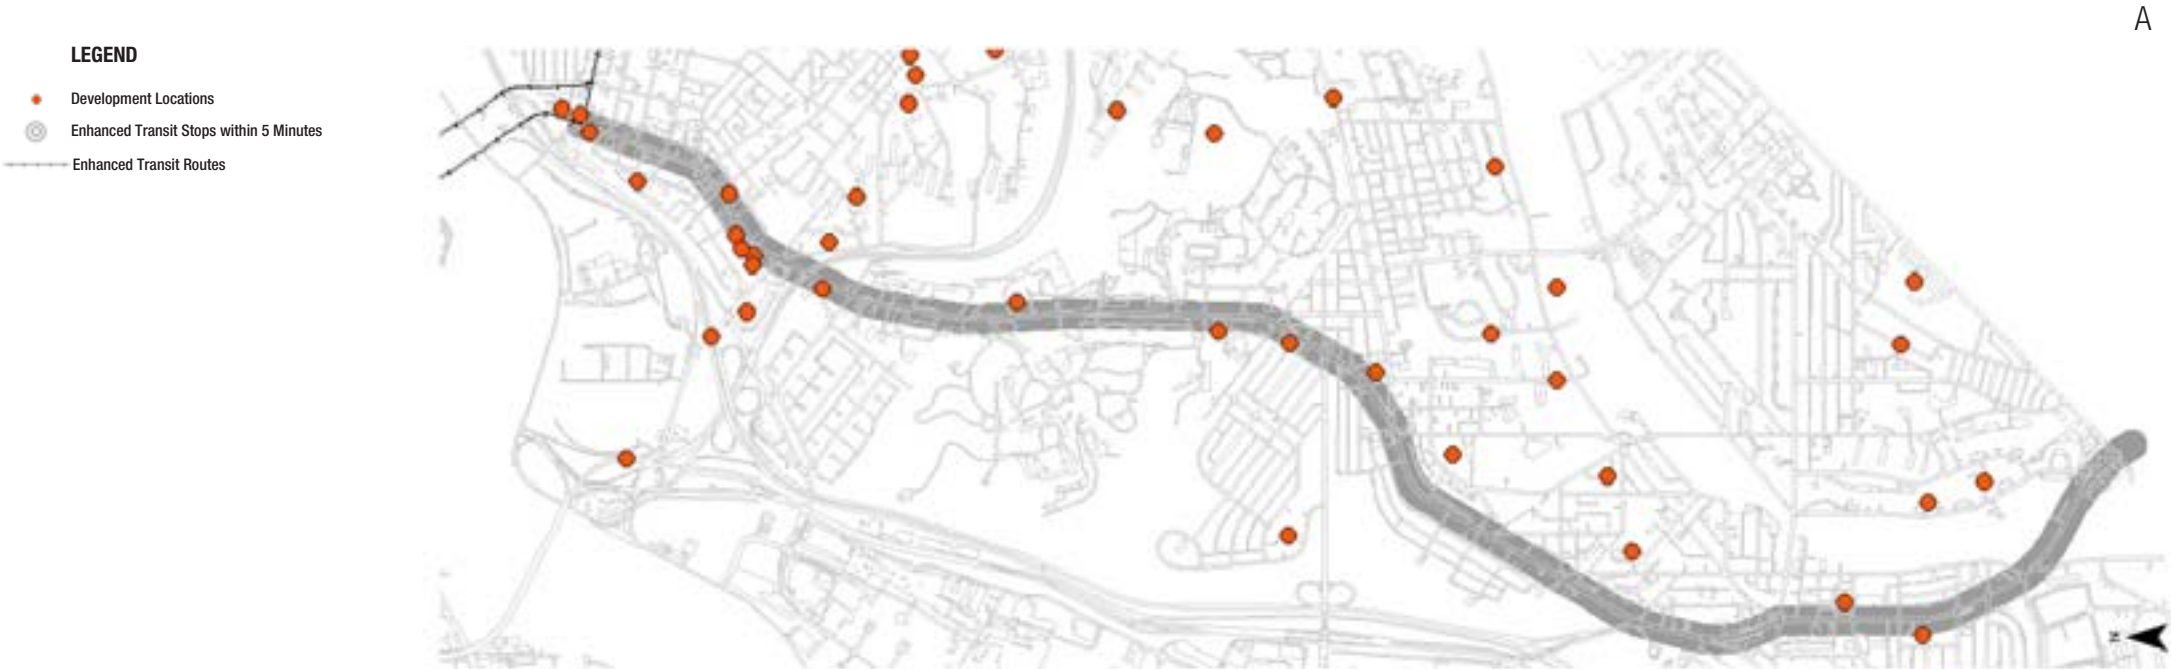 A
LEGEND
Development Locations
Enhanced Transit Stops within 5 Minutes
Enhanced Transit Routes
N